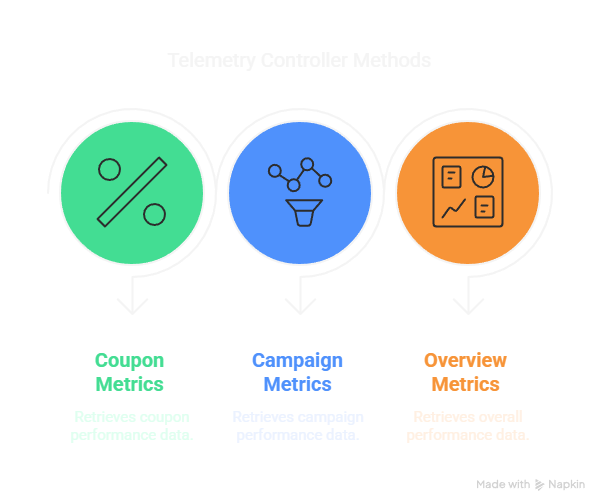 Telemetry Controller Methods
Coupon
Metrics
Retrieves coupon
performance data.
Campaign
Metrics
Retrieves campaign
performance data.
Overview
Metrics
Retrieves overall
performance data.
Made with Napkin